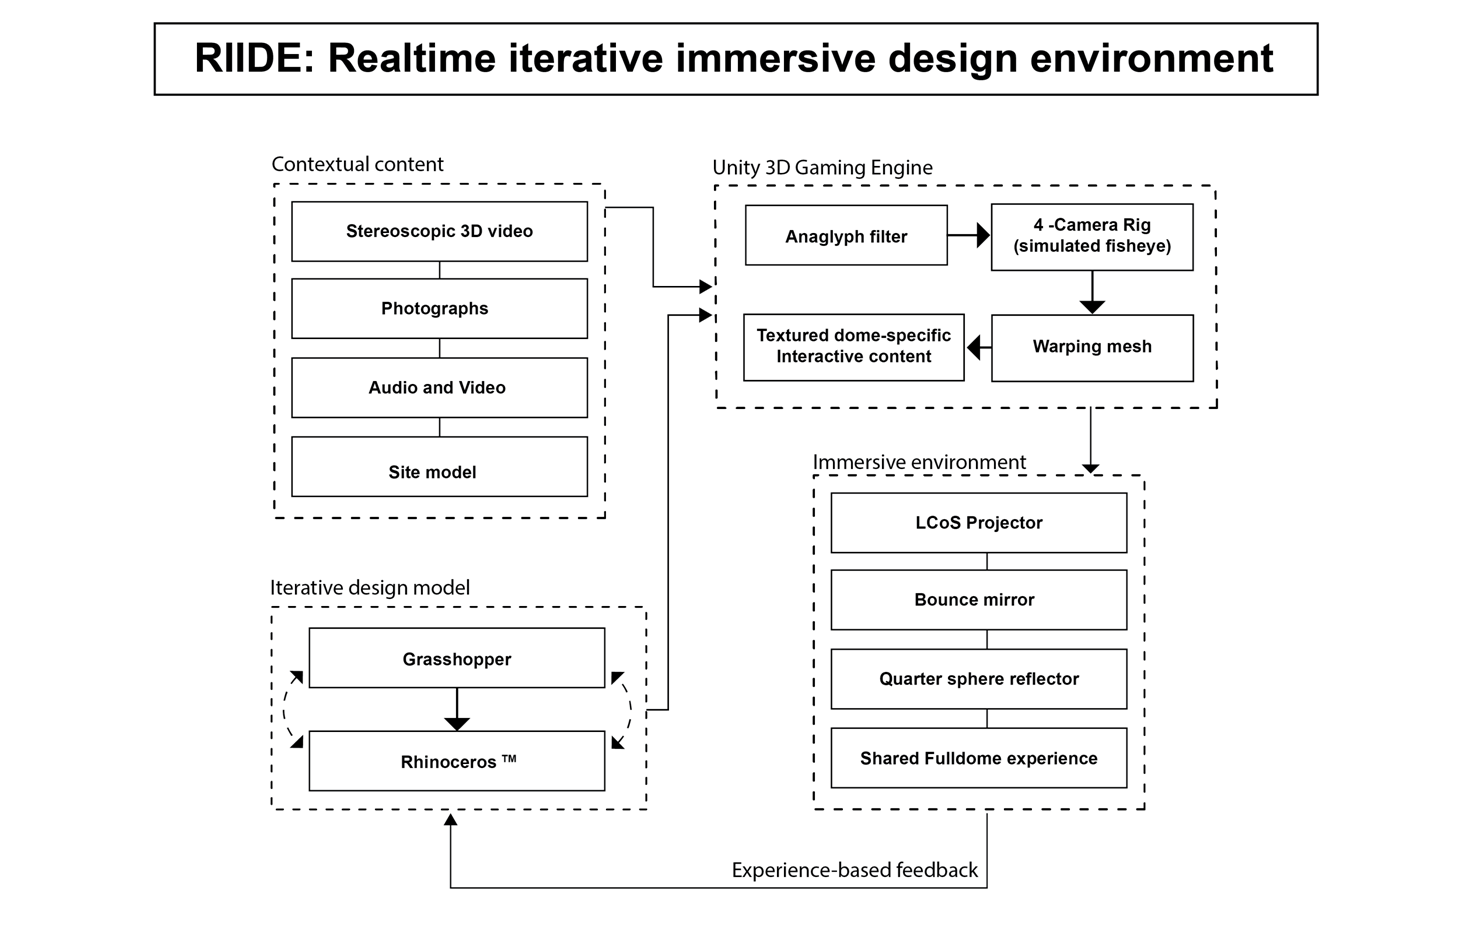 RIIDE: Realtime iterative immersive design environment
Contextual content
Stereoscopic 3D video
Photographs
Audio and Video
Site model
Unity 3D Gaming Engine
Anaglyph filter
4 -Camera Rig
(simulated fisheye)
Textured dome-specific
Interactive content
Warping mesh
Immersive environment
LCoS Projector
Bounce mirror
Quarter sphere reflector
Shared Fulldome experience
Iterative design model
Grasshopper
Rhinoceros ™
Experience-based feedback